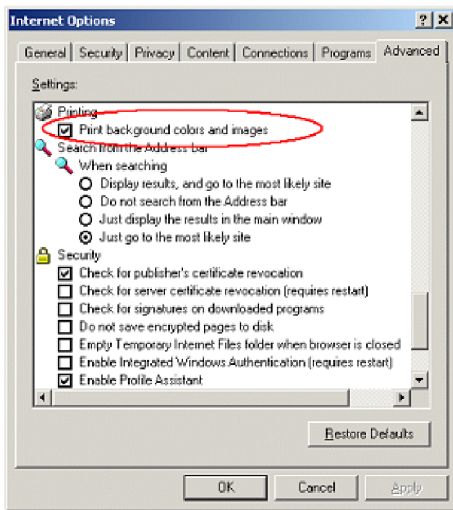 Internet Options
General Security Privacy Content Connections Programs Advanced
Settings:
Printing
Print background colors and images
Search from the Address bar
When searching
Display results, and go to the most likely site
Do not search from the Address bar
Just display the results in the main window
Just go to the most likely site
Security
Check for publisher's certificate revocation
Check for server certificate revocation (requires restart)
Check for signatures on downloaded programs
Do not save encrypted pages to disk
Empty Temporary Internet Files folder when browser is closed
Enable Integrated Windows Authentication (requires restart)
Enable Profile Assistant
Restore Defaults
OK Cancel Apply